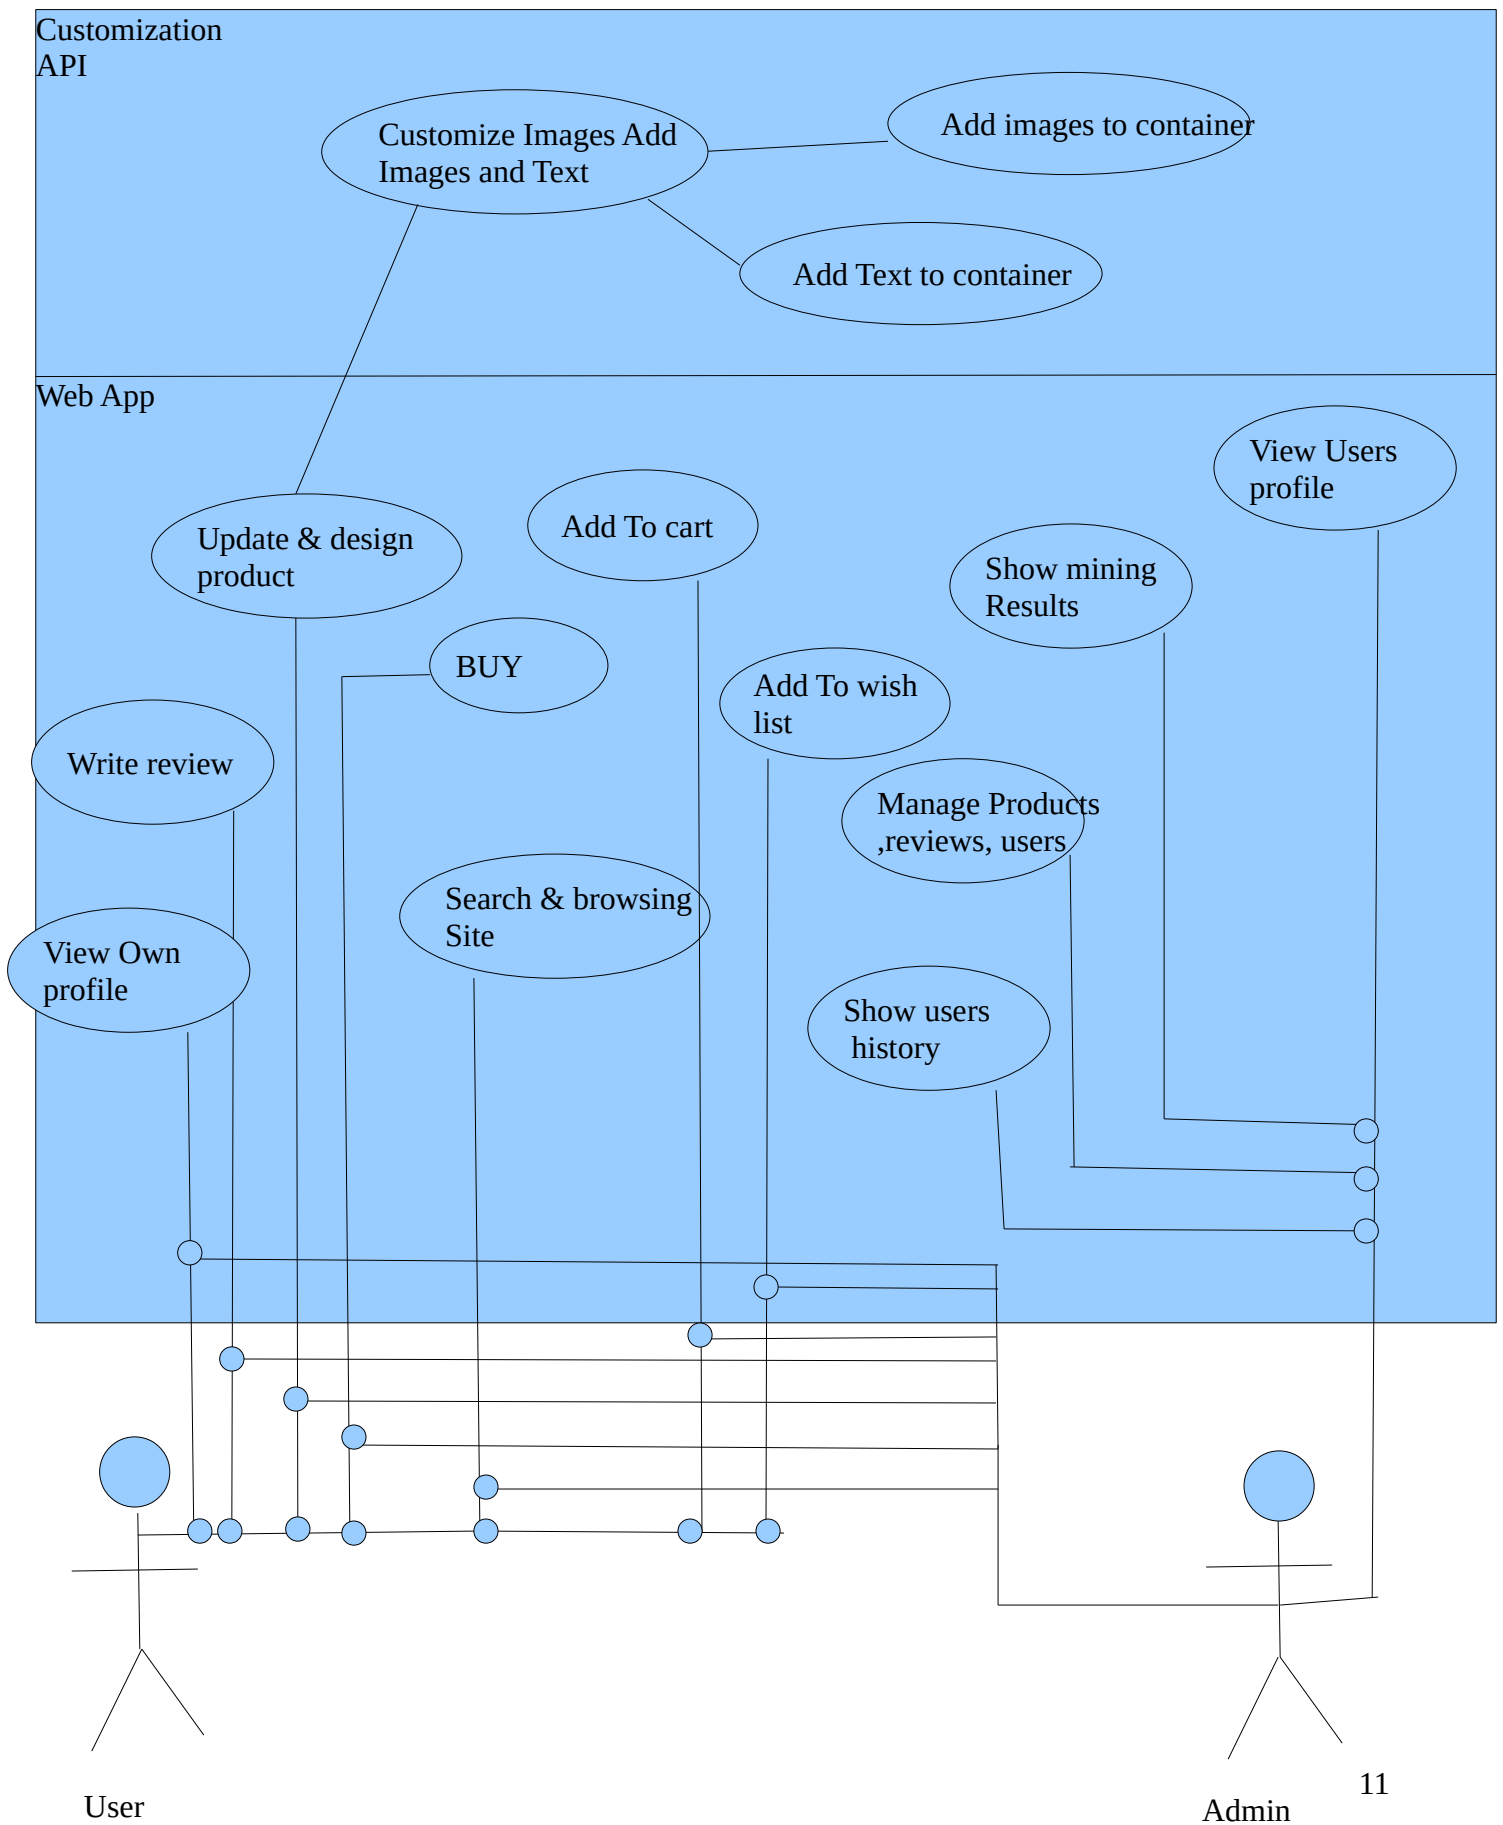 Customization
API
Customize Images Add
Images and Text
Add images to container
Add Text to container
Web App
View Users
profile
Update & design
product
Add To cart
Show mining
Results
BUY
Add To wish
list
Write review
Manage Products
,reviews, users
Search & browsing
Site
View Own
profile
Show users
history
User
Admin
11